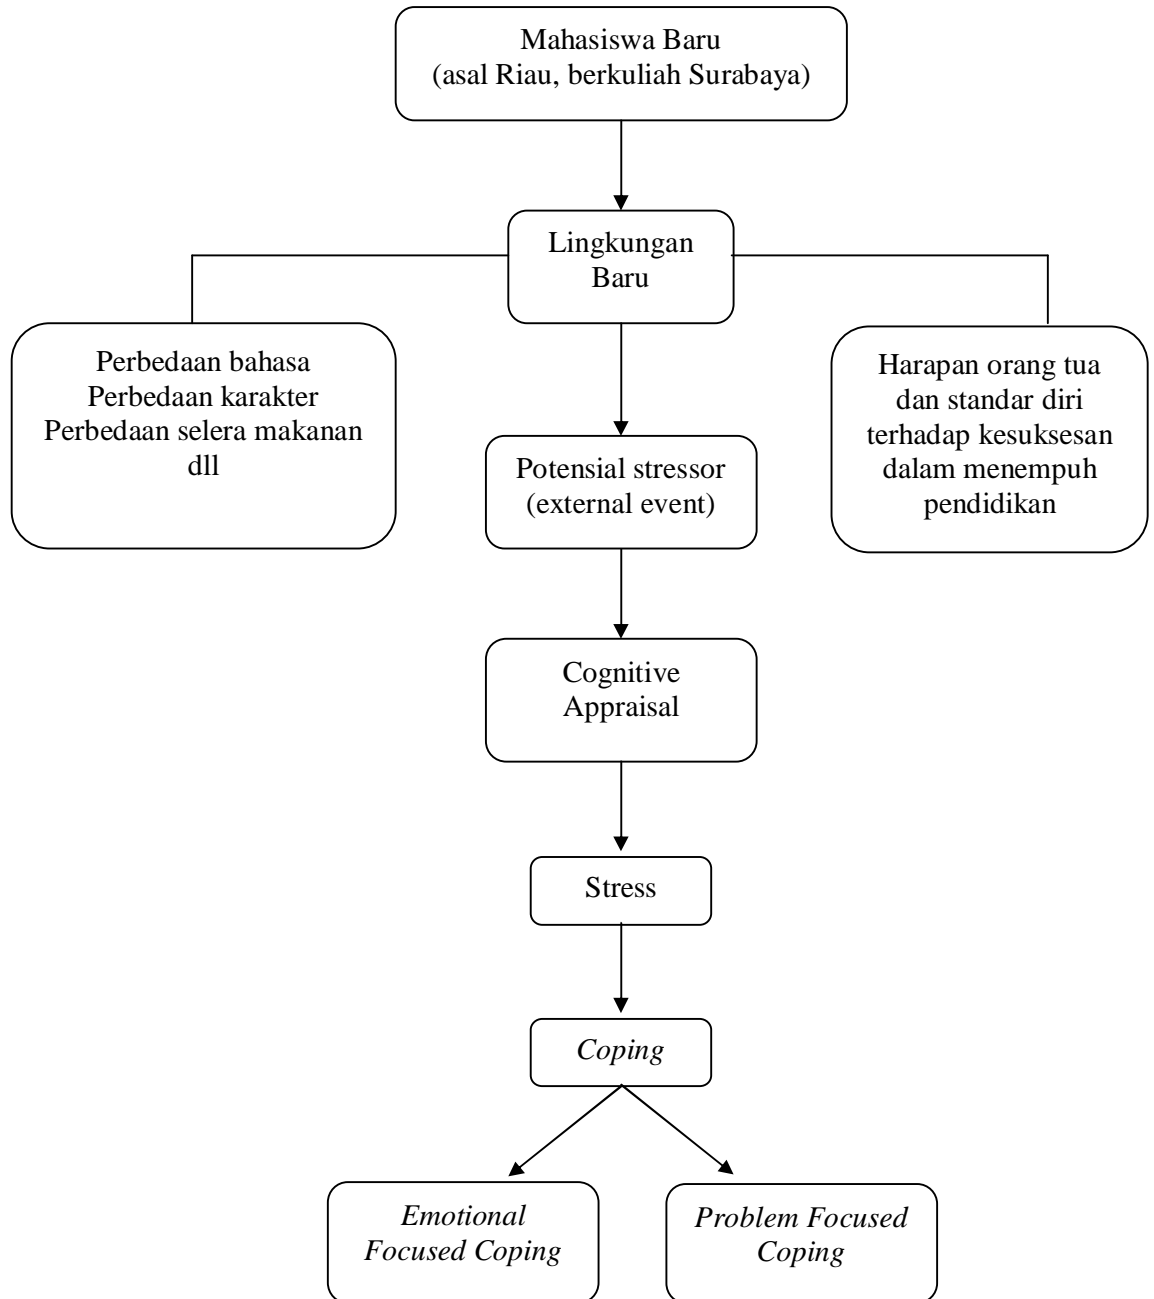 Mahasiswa Baru
(asal Riau, berkuliah Surabaya)
Lingkungan
Baru
Perbedaan bahasa
Perbedaan karakter
Perbedaan selera makanan
dll
Harapan orang tua
dan standar diri
terhadap kesuksesan
dalam menempuh
pendidikan
Potensial stressor
(external event)
Cognitive
Appraisal
Stress
Coping
Emotional
Focused Coping
Problem Focused
Coping